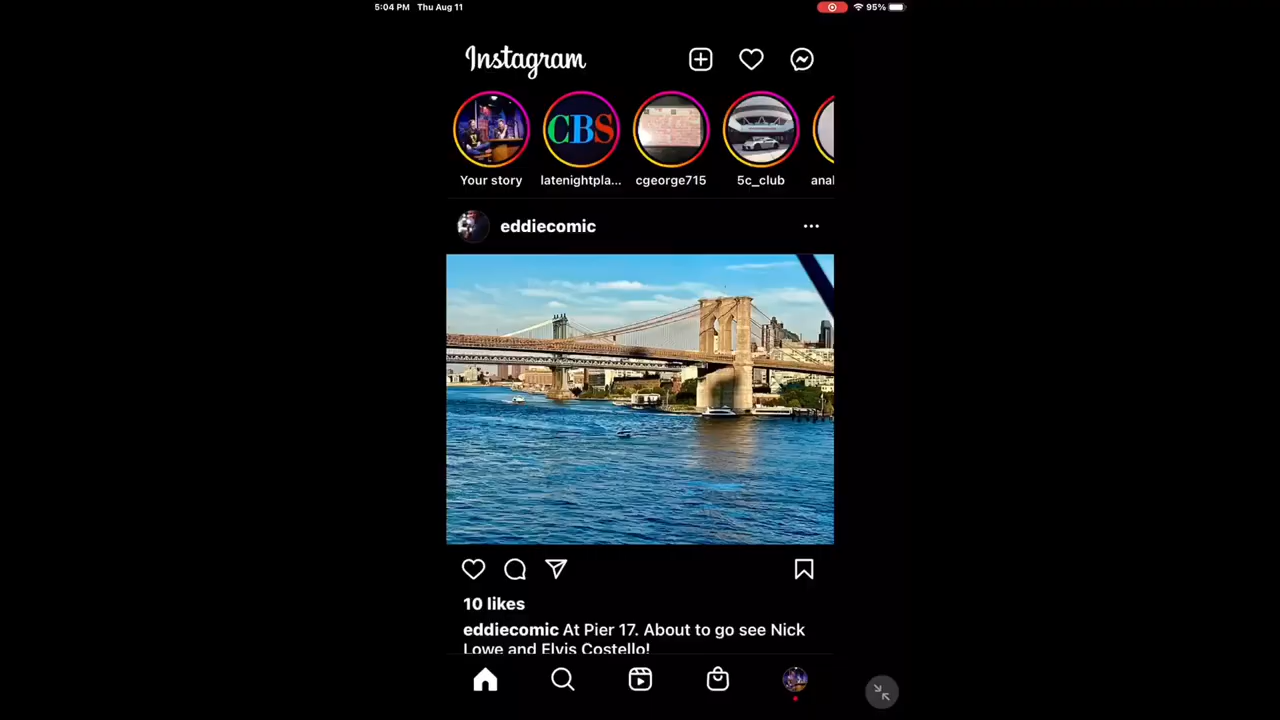 5:04 PM Thu Aug 11
95%
Instagram
CBS
Your story
latenightpla...
cgeorge715
5c_club
anal
eddiecomic
10 likes
eddiecomic At Pier 17. About to go see Nick
Lowe and Elvis Costello!